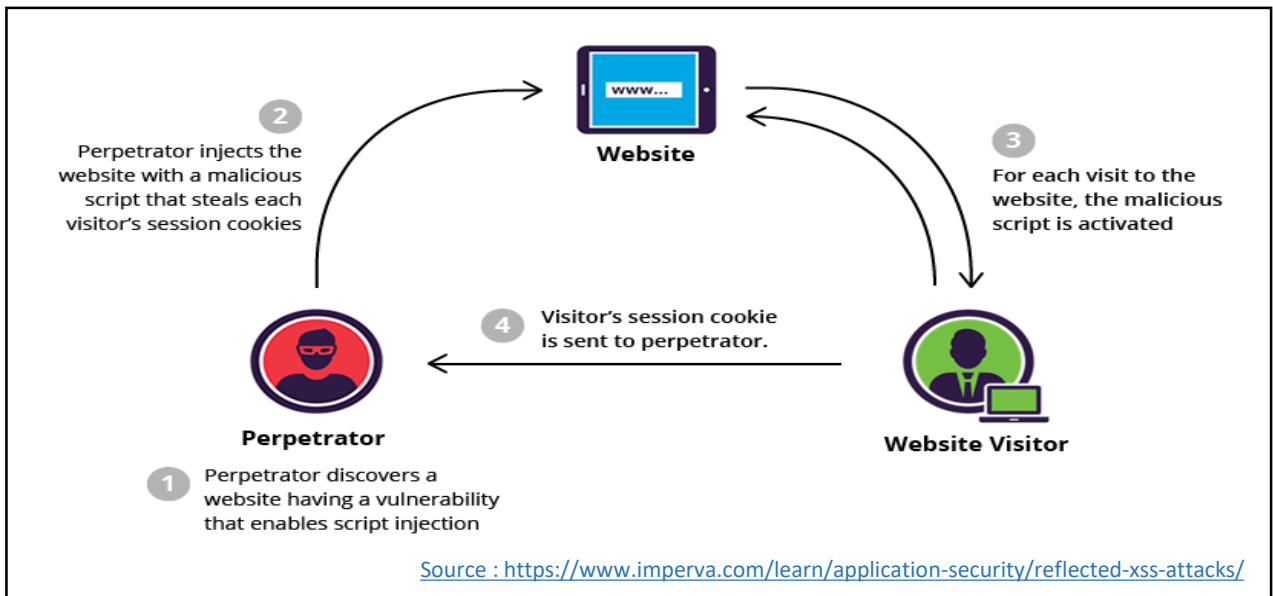 www...
Website
2
Perpetrator injects the
website with a malicious
script that steals each
visitor's session cookies
3
For each visit to the
website, the malicious
script is activated
4
Visitor's session cookie
is sent to perpetrator.
Perpetrator
Website Visitor
1
Perpetrator discovers a
website having a vulnerability
that enables script injection
Source : https://www.imperva.com/learn/application-security/reflected-xss-attacks/